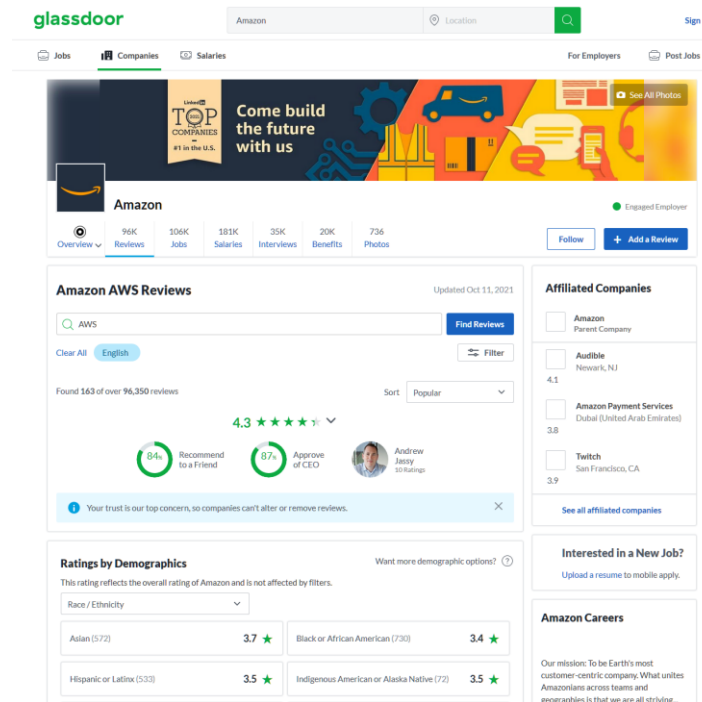 glassdoor
Amazon
Location
Sign
Jobs
Companies
Salaries
For Employers
Post Jobs
LinkedIn
TOP
COMPANIES
#1 in the U.S.
Come build
the future
with us
See All Photos
Amazon
Engaged Employer
Overview
96K
Reviews
106K
Jobs
181K
Salaries
35K
Interviews
20K
Benefits
736
Photos
Follow
+ Add a Review
Amazon AWS Reviews
Updated Oct 11, 2021
AWS
Find Reviews
Clear All
English
Filter
Found 163 of over 96,350 reviews
Sort
Popular
4.3 ★★★★★
84%
Recommend
to a Friend
87%
Approve
of CEO
Andrew
Jassy
10 Ratings
Your trust is our top concern, so companies can't alter or remove reviews.
Ratings by Demographics
Want more demographic options?
This rating reflects the overall rating of Amazon and is not affected by filters.
Race / Ethnicity
Asian (572) 3.7 ★
Black or African American (730) 3.4 ★
Hispanic or Latinx (533) 3.5 ★
Indigenous American or Alaska Native (72) 3.5 ★
Affiliated Companies
Amazon
Parent Company
Audible
Newark, NJ
4.1
Amazon Payment Services
Dubai (United Arab Emirates)
3.8
Twitch
San Francisco, CA
3.9
See all affiliated companies
Interested in a New Job?
Upload a resume to mobile apply.
Amazon Careers
Our mission: To be Earth's most
customer-centric company. What unites
Amazonians across teams and
geographies is that we are all striving...